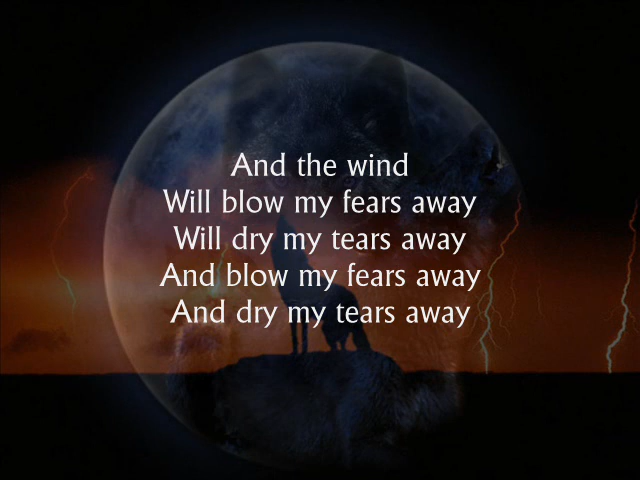 And the wind
Will blow my fears away
Will dry my tears away
And blow my fears away
And dry my tears away